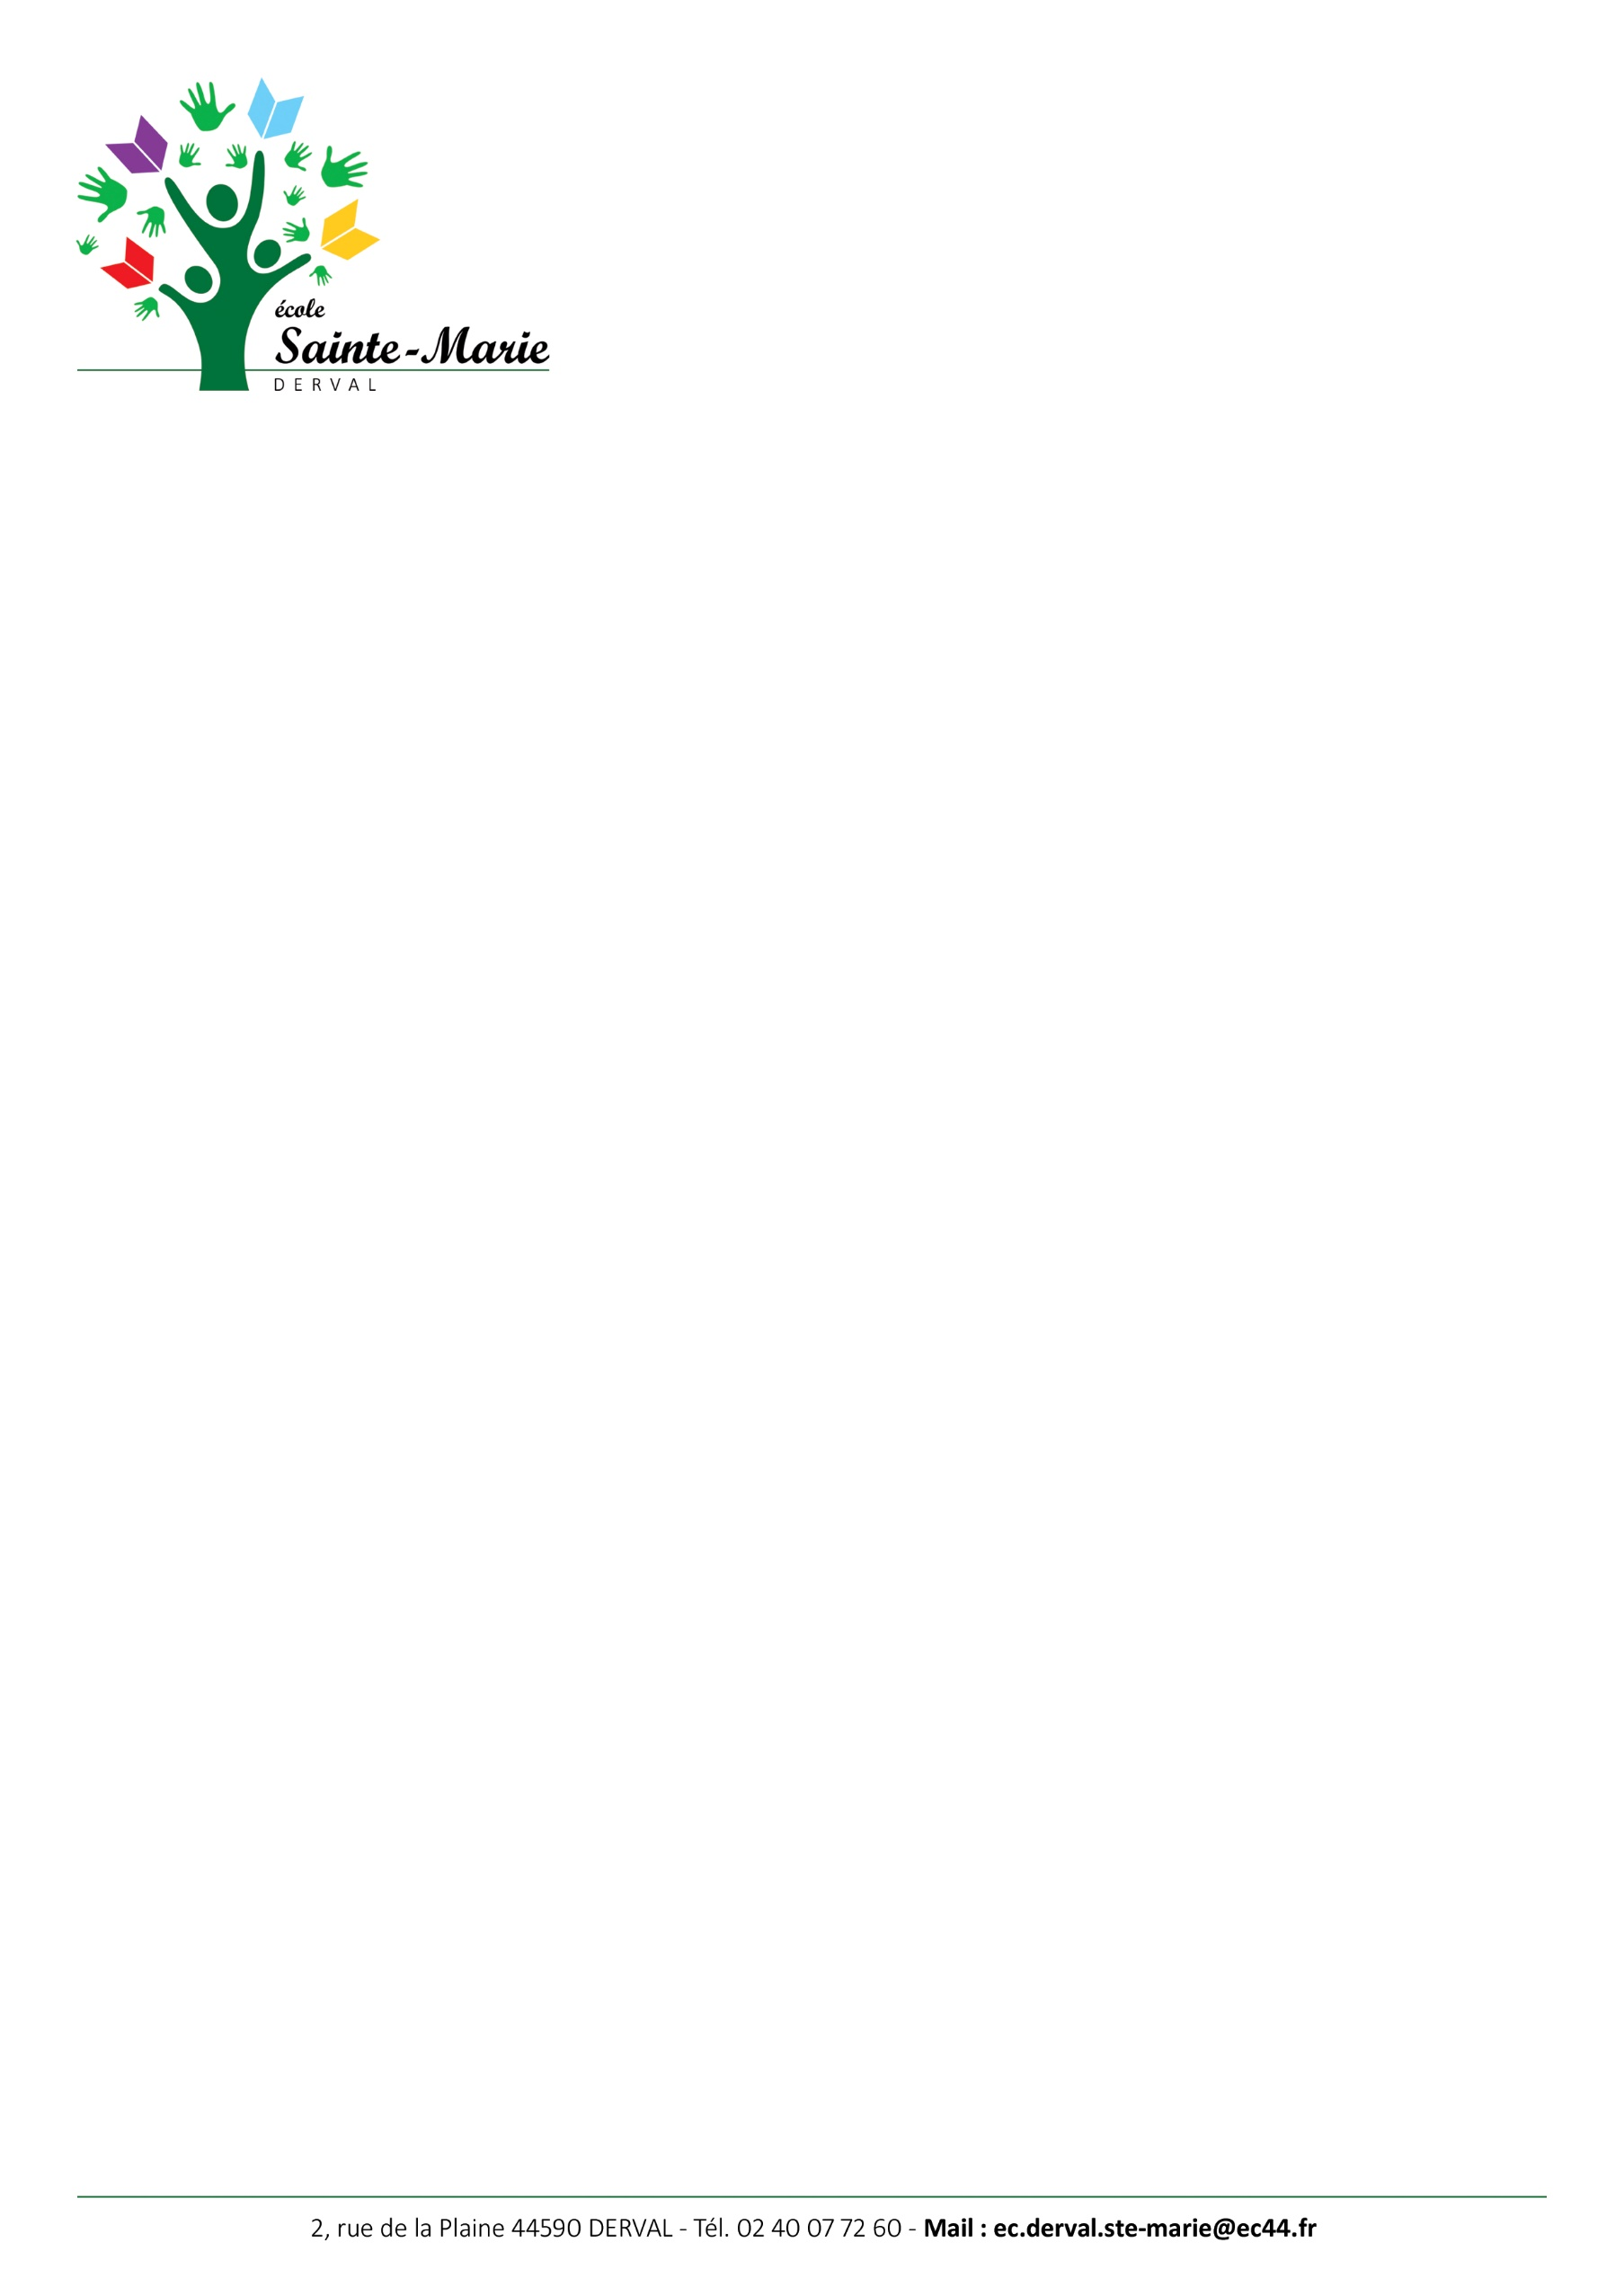 école
Sainte-Marie
DERVAL
2, rue de la Plaine 44590 DERVAL - Tél. 02 40 07 72 60 - Mail : ec.derval.ste-marie@ec44.fr